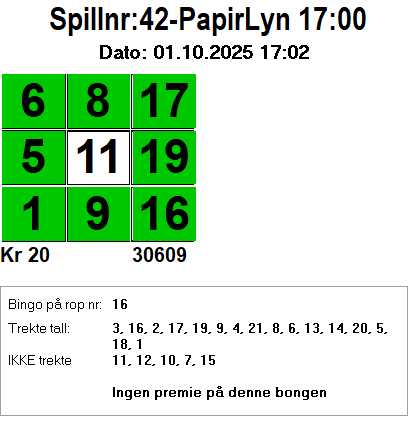 Spillnr:42-PapirLyn 17:00
Dato: 01.10.2025 17:02
6 8 17
5 11 19
1 9 16
Kr 20 30609
Bingo på rop nr: 16
Trekte tall: 3, 16, 2, 17, 19, 9, 4, 21, 8, 6, 13, 14, 20, 5,
18, 1
IKKE trekte 11, 12, 10, 7, 15
Ingen premie på denne bongen